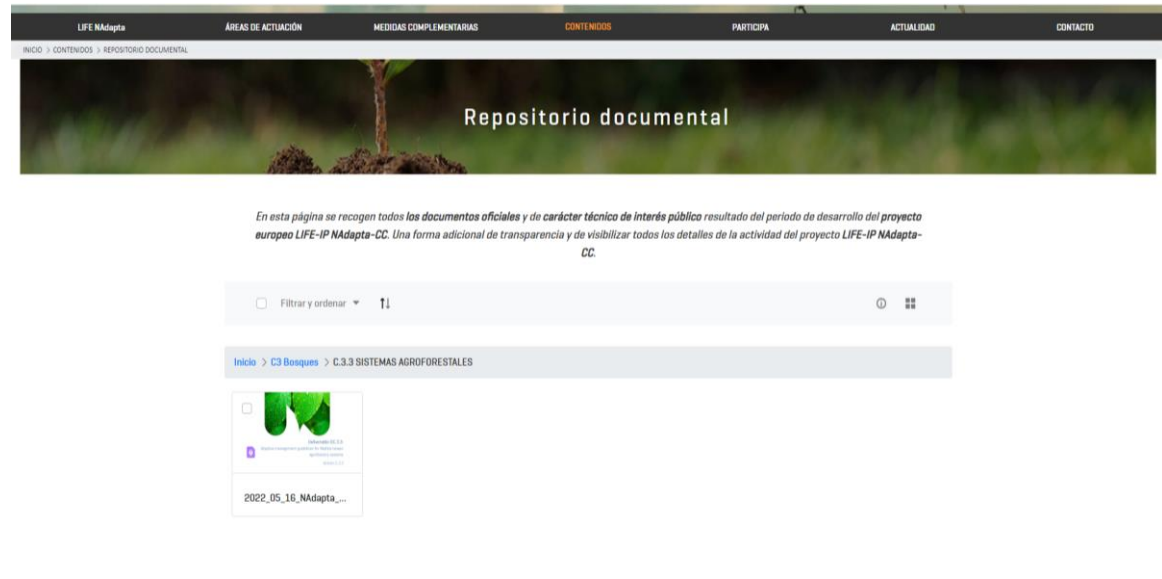 LIFE NAdapta ÁREAS DE ACTUACIÓN MEDIDAS COMPLEMENTARIAS CONTENIDOS PARTICIPA ACTUALIDAD CONTACTO
INICIO > CONTENIDOS > REPOSITORIO DOCUMENTAL
Repositorio documental
En esta página se recogen todos los documentos oficiales y de carácter técnico de interés público resultado del periodo de desarrollo del proyecto
europeo LIFE-IP NAdapta-CC. Una forma adicional de transparencia y de visibilizar todos los detalles de la actividad del proyecto LIFE-IP NAdapta-
CC.
Filtrar y ordenar
Inicio > C3 Bosques > C.3.3 SISTEMAS AGROFORESTALES
2022_05_16_NAdapta_...